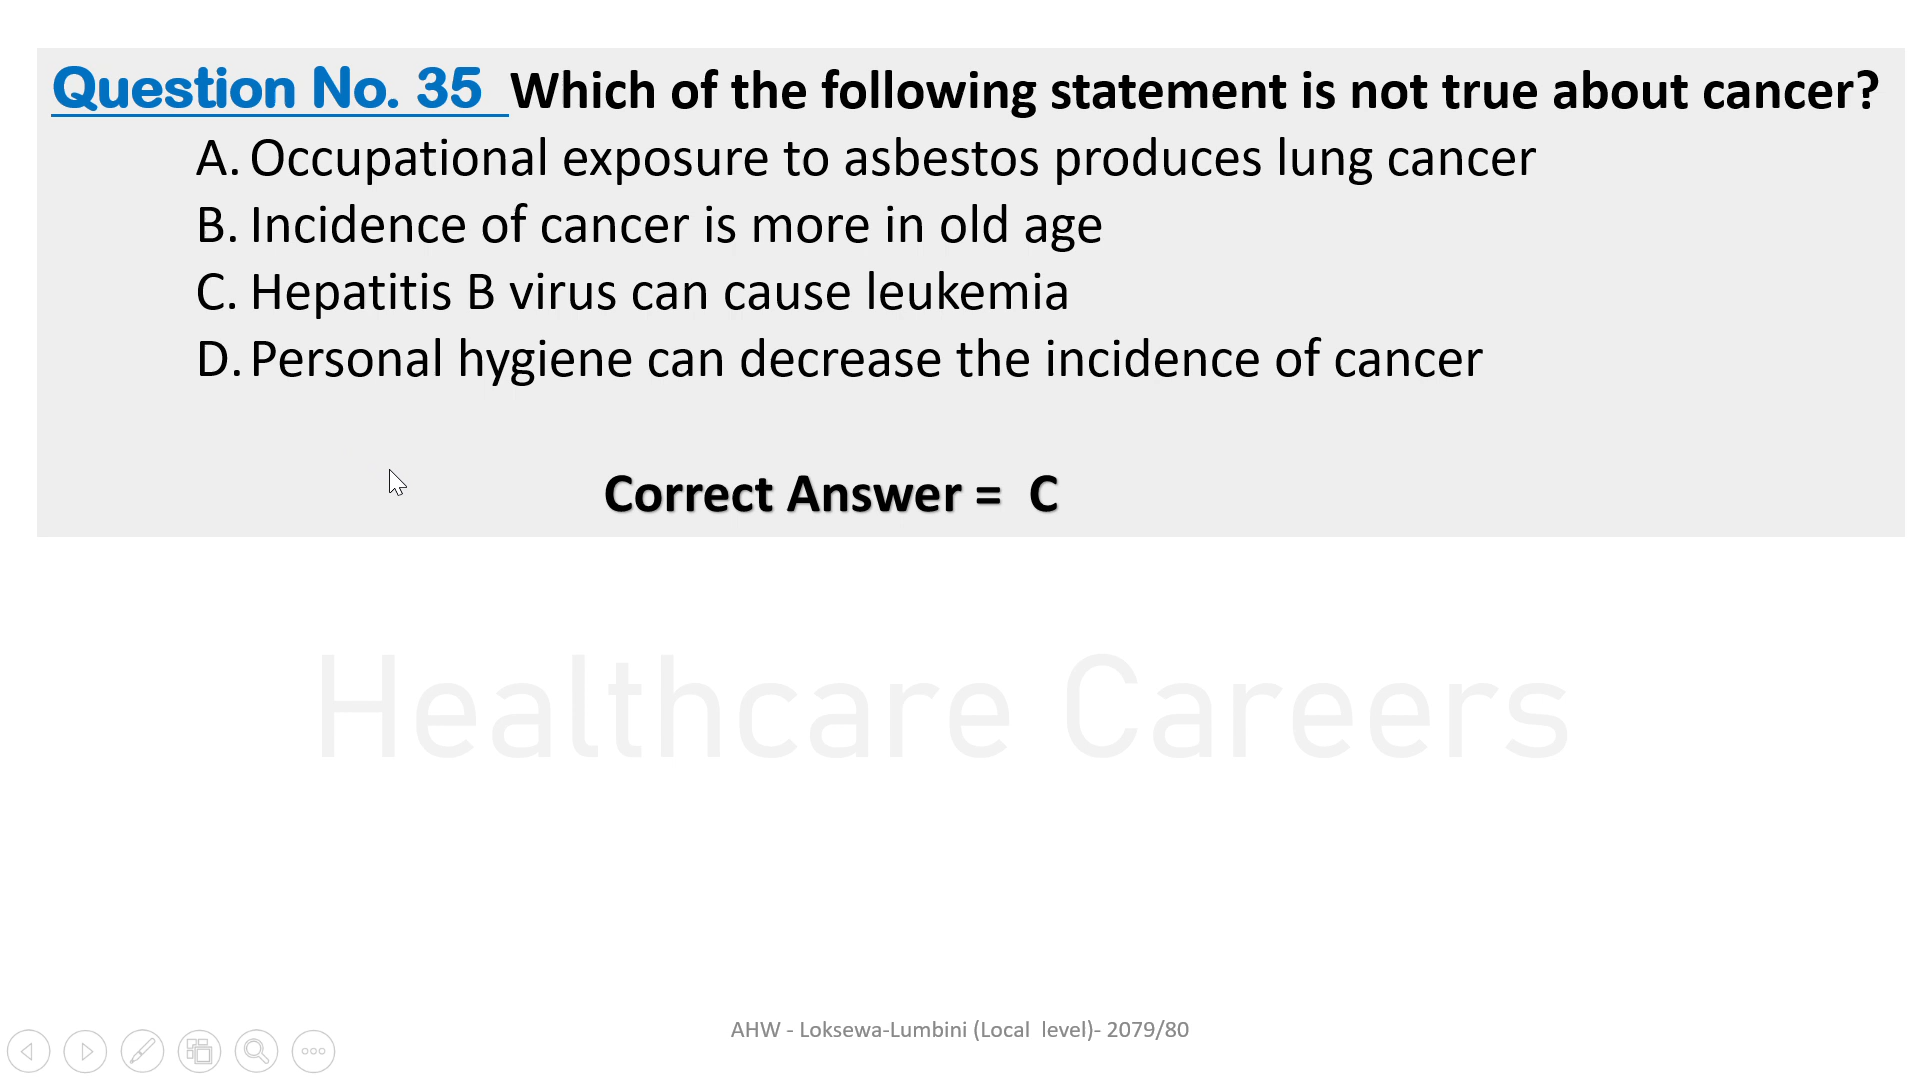 Question No. 35 Which of the following statement is not true about cancer?
A. Occupational exposure to asbestos produces lung cancer
B. Incidence of cancer is more in old age
C. Hepatitis B virus can cause leukemia
D. Personal hygiene can decrease the incidence of cancer
Correct Answer = C
Healthcare Careers
AHW - Loksewa-Lumbini (Local level)- 2079/80